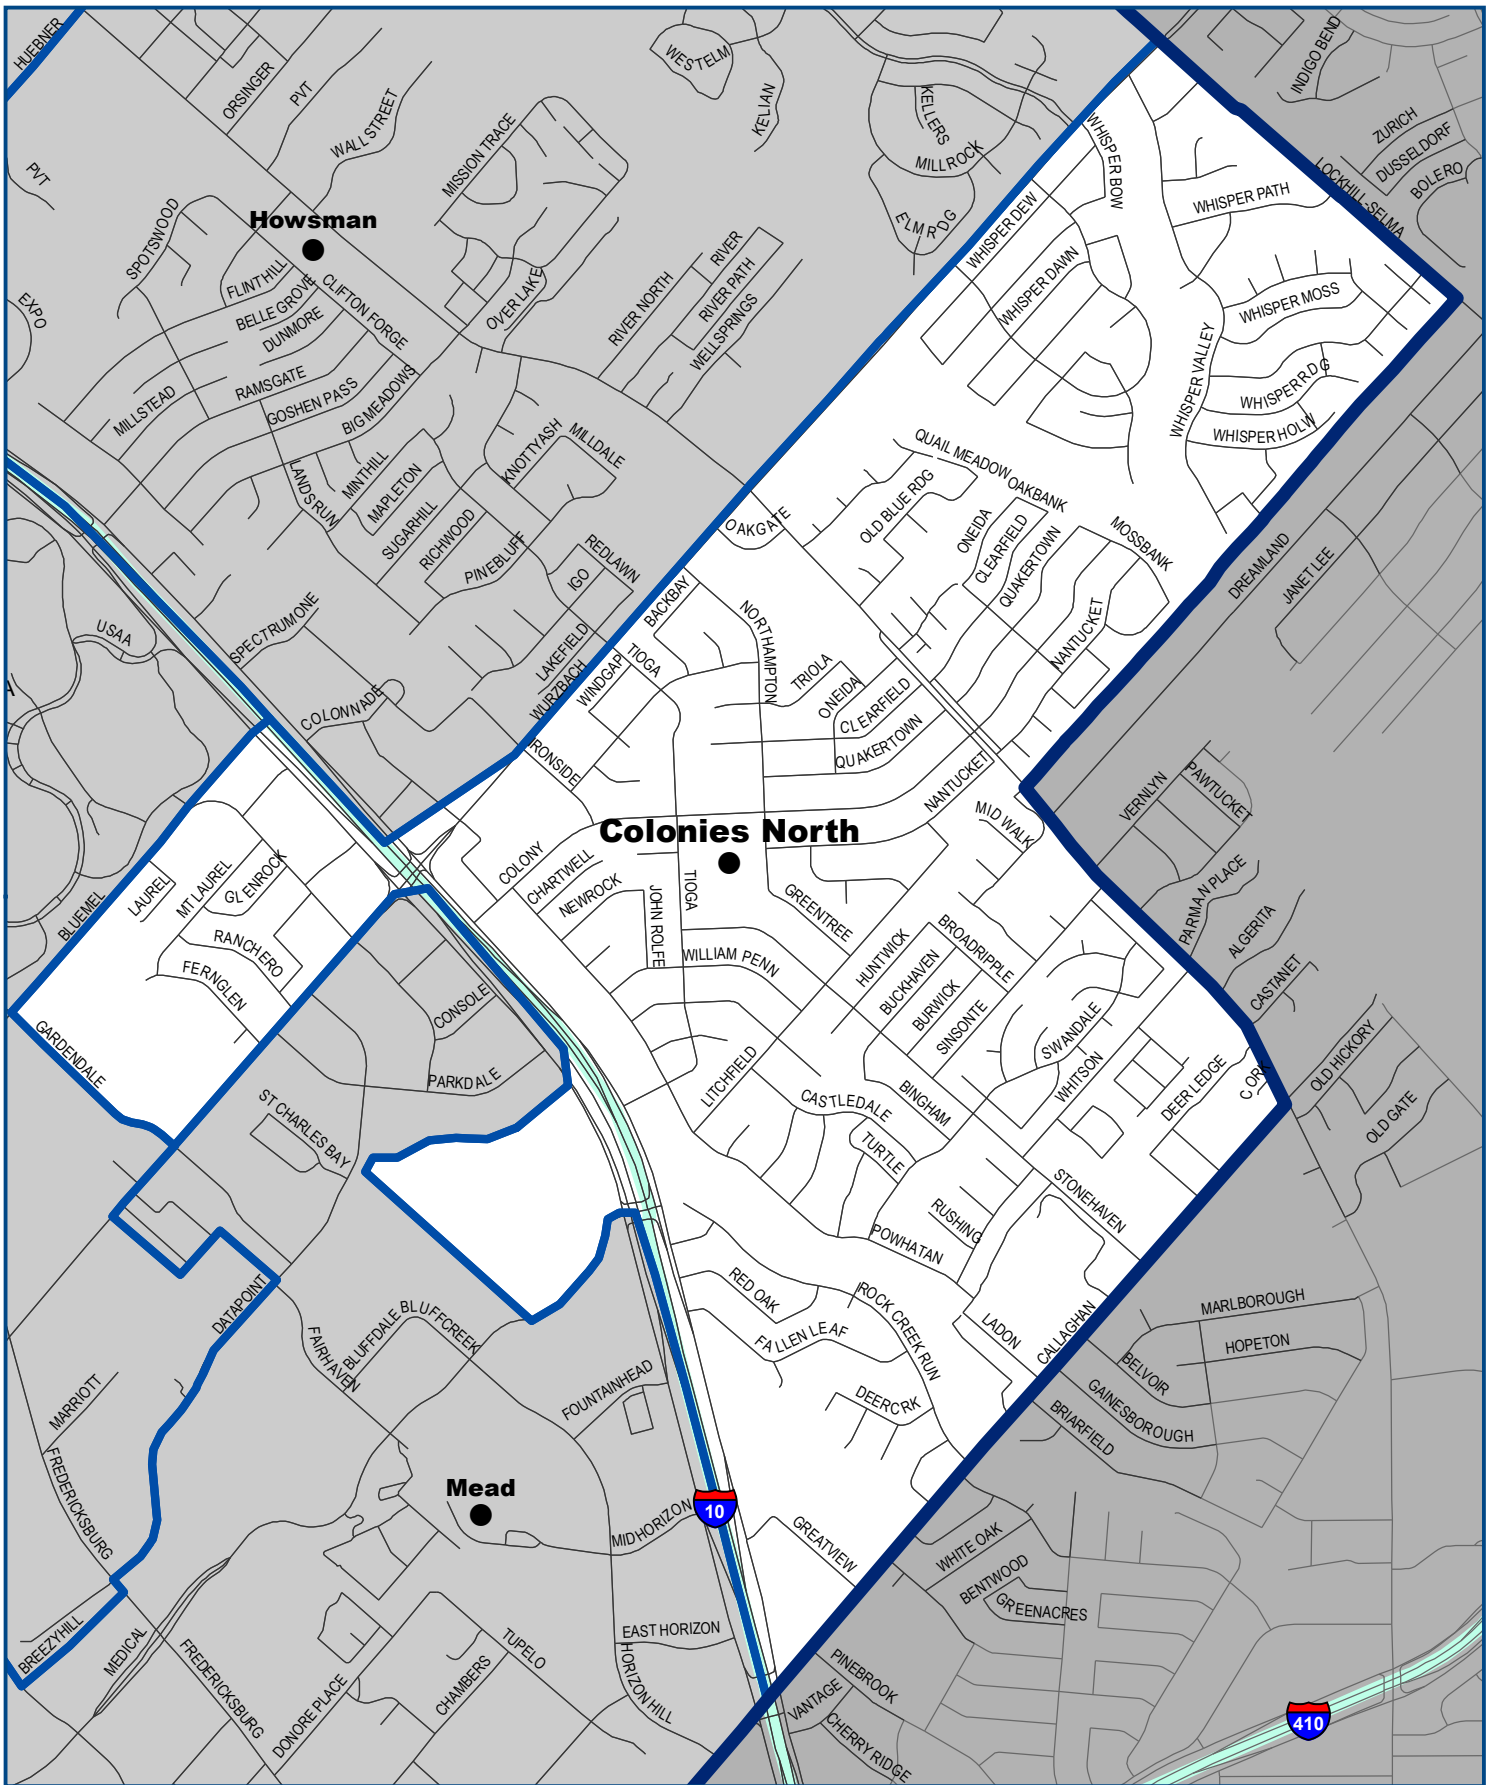 HUEBNER
ORSINGER
PVT
WALL STREET
WESTELM
KELIAN
KELLERS
MILLROCK
ELM RDG
INDIGO BEND
ZURICH
DUSSELDORF
BOLERO
LOCKHILL-SELMA
PVT
MISSION TRACE
WHISPER BOW
WHISPER PATH
SPOTSWOOD
Howsman
WHISPER DEW
WHISPER DAWN
EXPO
FLINTHILL
BELLE GROVE
CLIFTON FORGE
DUNMORE
OVER LAKE
RIVER NORTH
RIVER
RIVER PATH
WELLSPRINGS
WHISPER MOSS
WHISPER VALLEY
WHISPER RDG
WHISPER HOLW
MILLSTEAD
RAMSGATE
GOSHEN PASS
BIG MEADOWS
LANDS RUN
MINTHILL
MAPLETON
SUGARHILL
RICHWOOD
KNOTTY ASH
MILLDALE
PINEBLUFF
REDLAWN
IGO
LAKEFIELD
WURZBACH
OAKGATE
QUAIL MEADOW
OAKBANK
OLD BLUE RDG
ONEIDA
CLEARFIELD
QUAKERTOWN
MOSSBANK
NANTUCKET
DREAMLAND
JANET LEE
USAA
SPECTRUM ONE
COLONNADE
BACKBAY
TIOGA
WINDGAP
NORTHAMPTON
TRIOLA
ONEIDA
CLEARFIELD
QUAKERTOWN
IRONSIDE
NANTUCKET
MID WALK
VERNLYN
PAWTUCKET
Colonies North
COLONY
CHARTWELL
NEWROCK
JOHN ROLFE
TIOGA
GREENTREE
WILLIAM PENN
BLUEMEL
LAUREL
MT LAUREL
GLENROCK
RANCHERO
FERNGLEN
GARDENDALE
CONSOLE
PARKDALE
ST CHARLES BAY
HUNTWICK
BROADRIPPLE
BUCKHAVEN
BURWICK
SINSONTE
PARMAN PLACE
ALGERITA
CASTANET
SWANDALE
WHITSON
DEER LEDGE
CORK
OLD HICKORY
OLD GATE
LITCHFIELD
CASTLEDALE
BINGHAM
TURTLE
STONEHAVEN
RUSHING
POWHATAN
RED OAK
FALLEN LEAF
ROCK CREEK RUN
LADON
CALLAGHAN
MARLBOROUGH
HOPETON
BELVOIR
GAINESBOROUGH
BRIARFIELD
DEERCRK
DATAPOINT
FAIRHAVEN
BLUFFDALE
BLUFFCREEK
FOUNTAINHEAD
MARRIOTT
FREDERICKSBURG
Mead
MIDHORIZON
10
GREATVIEW
WHITE OAK
BENTWOOD
GREENACRES
BREEZYHILL
MEDICAL
FREDERICKSBURG
DONORE PLACE
CHAMBERS
TUPELO
EAST HORIZON
HORIZON HILL
PINEBROOK
VANTAGE
CHERRY RIDGE
410